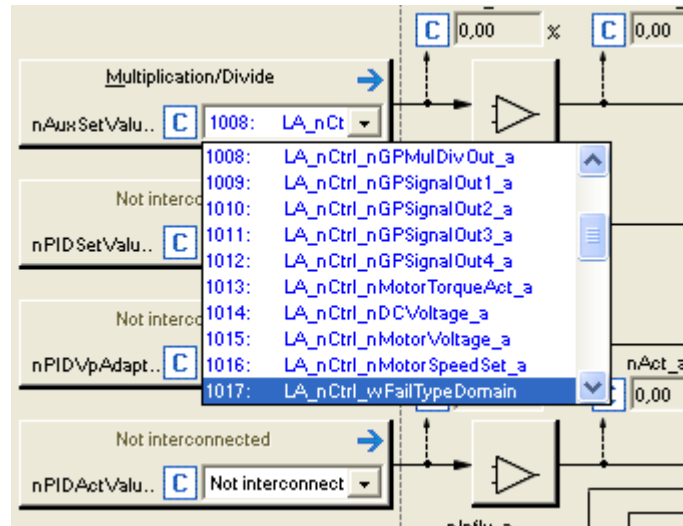 C 0,00 % C 0,00
Multiplication/Divide
nAuxSetValu.. C 1008: LA_nCt
1008: LA_nCtrl_nGPMulDivOut_a
1009: LA_nCtrl_nGPSignalOut1_a
Not interc
1010: LA_nCtrl_nGPSignalOut2_a
1011: LA_nCtrl_nGPSignalOut3_a
nPIDSetValu.. C
1012: LA_nCtrl_nGPSignalOut4_a
1013: LA_nCtrl_nMotorTorqueAct_a
1014: LA_nCtrl_nDCVoltage_a
Not interc
1015: LA_nCtrl_nMotorVoltage_a
nPIDVpAdapt.. C
1016: LA_nCtrl_nMotorSpeedSet_a
nAct_a
1017: LA_nCtrl_wFailTypeDomain
C 0,00
Not interconnected
nPIDActValu.. C Not interconnect